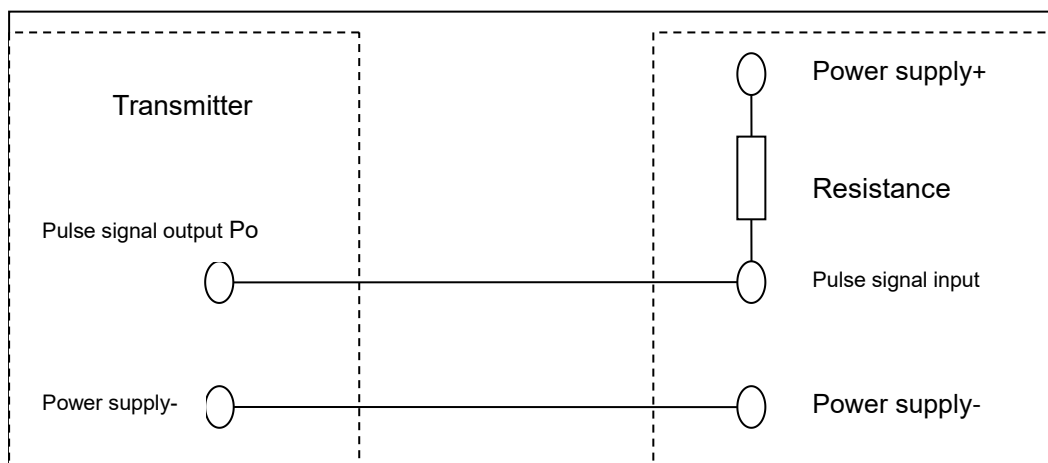 Power supply+
Transmitter
Resistance
Pulse signal output Po
Pulse signal input
Power supply-
Power supply-